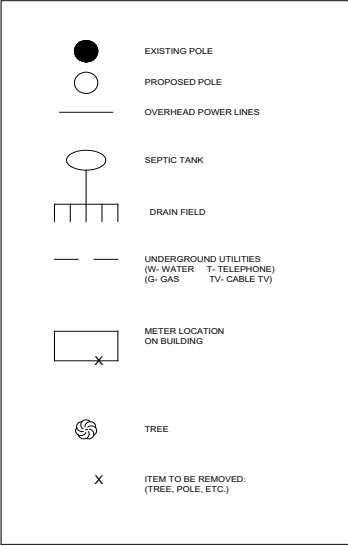 EXISTING POLE
PROPOSED POLE
OVERHEAD POWER LINES
SEPTIC TANK
DRAIN FIELD
UNDERGROUND UTILITIES
(W- WATER T- TELEPHONE)
(G- GAS TV- CABLE TV)
METER LOCATION
ON BUILDING
X
TREE
X ITEM TO BE REMOVED:
(TREE, POLE, ETC.)